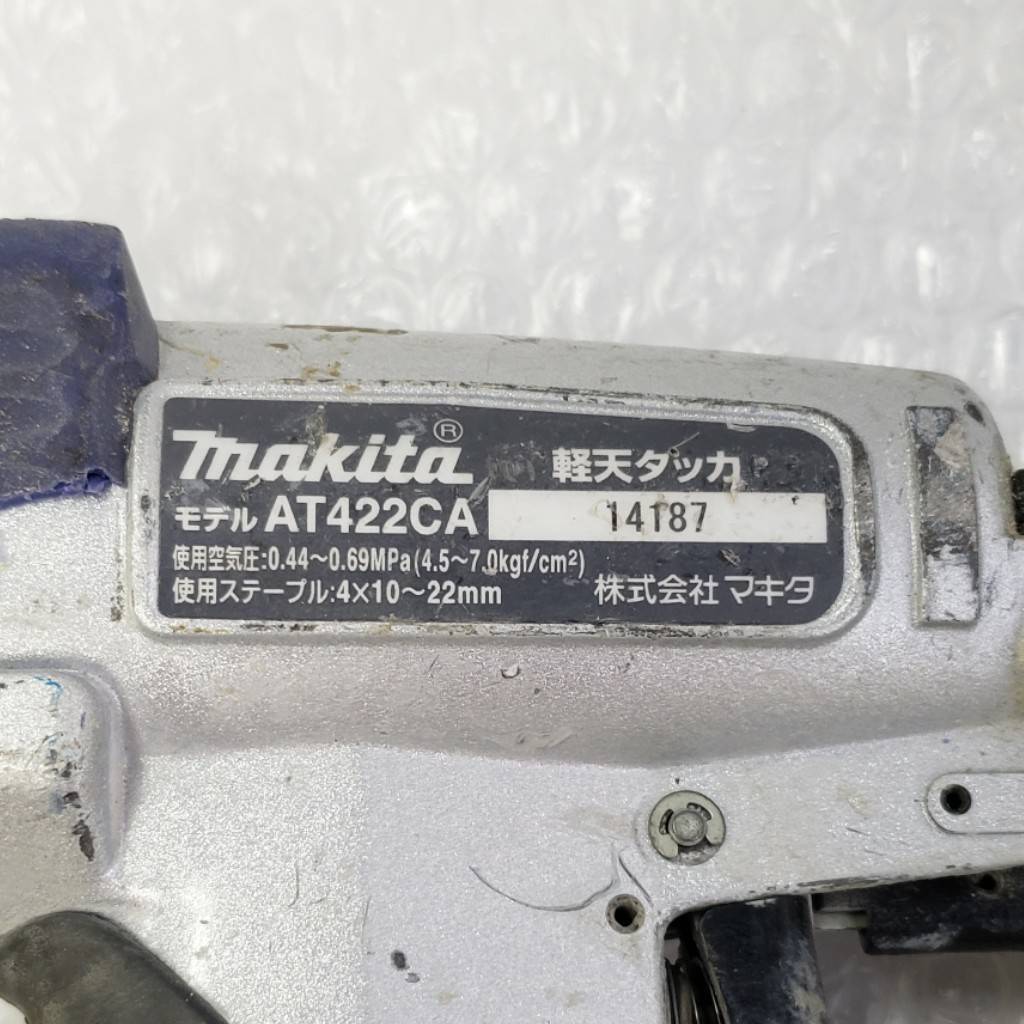 makita®
軽天タッカ
モデル AT422CA 14187
使用空気圧:0.44～0.69MPa(4.5～7.0kgf/cm²)
使用ステープル:4×10～22mm 株式会社 マキタ